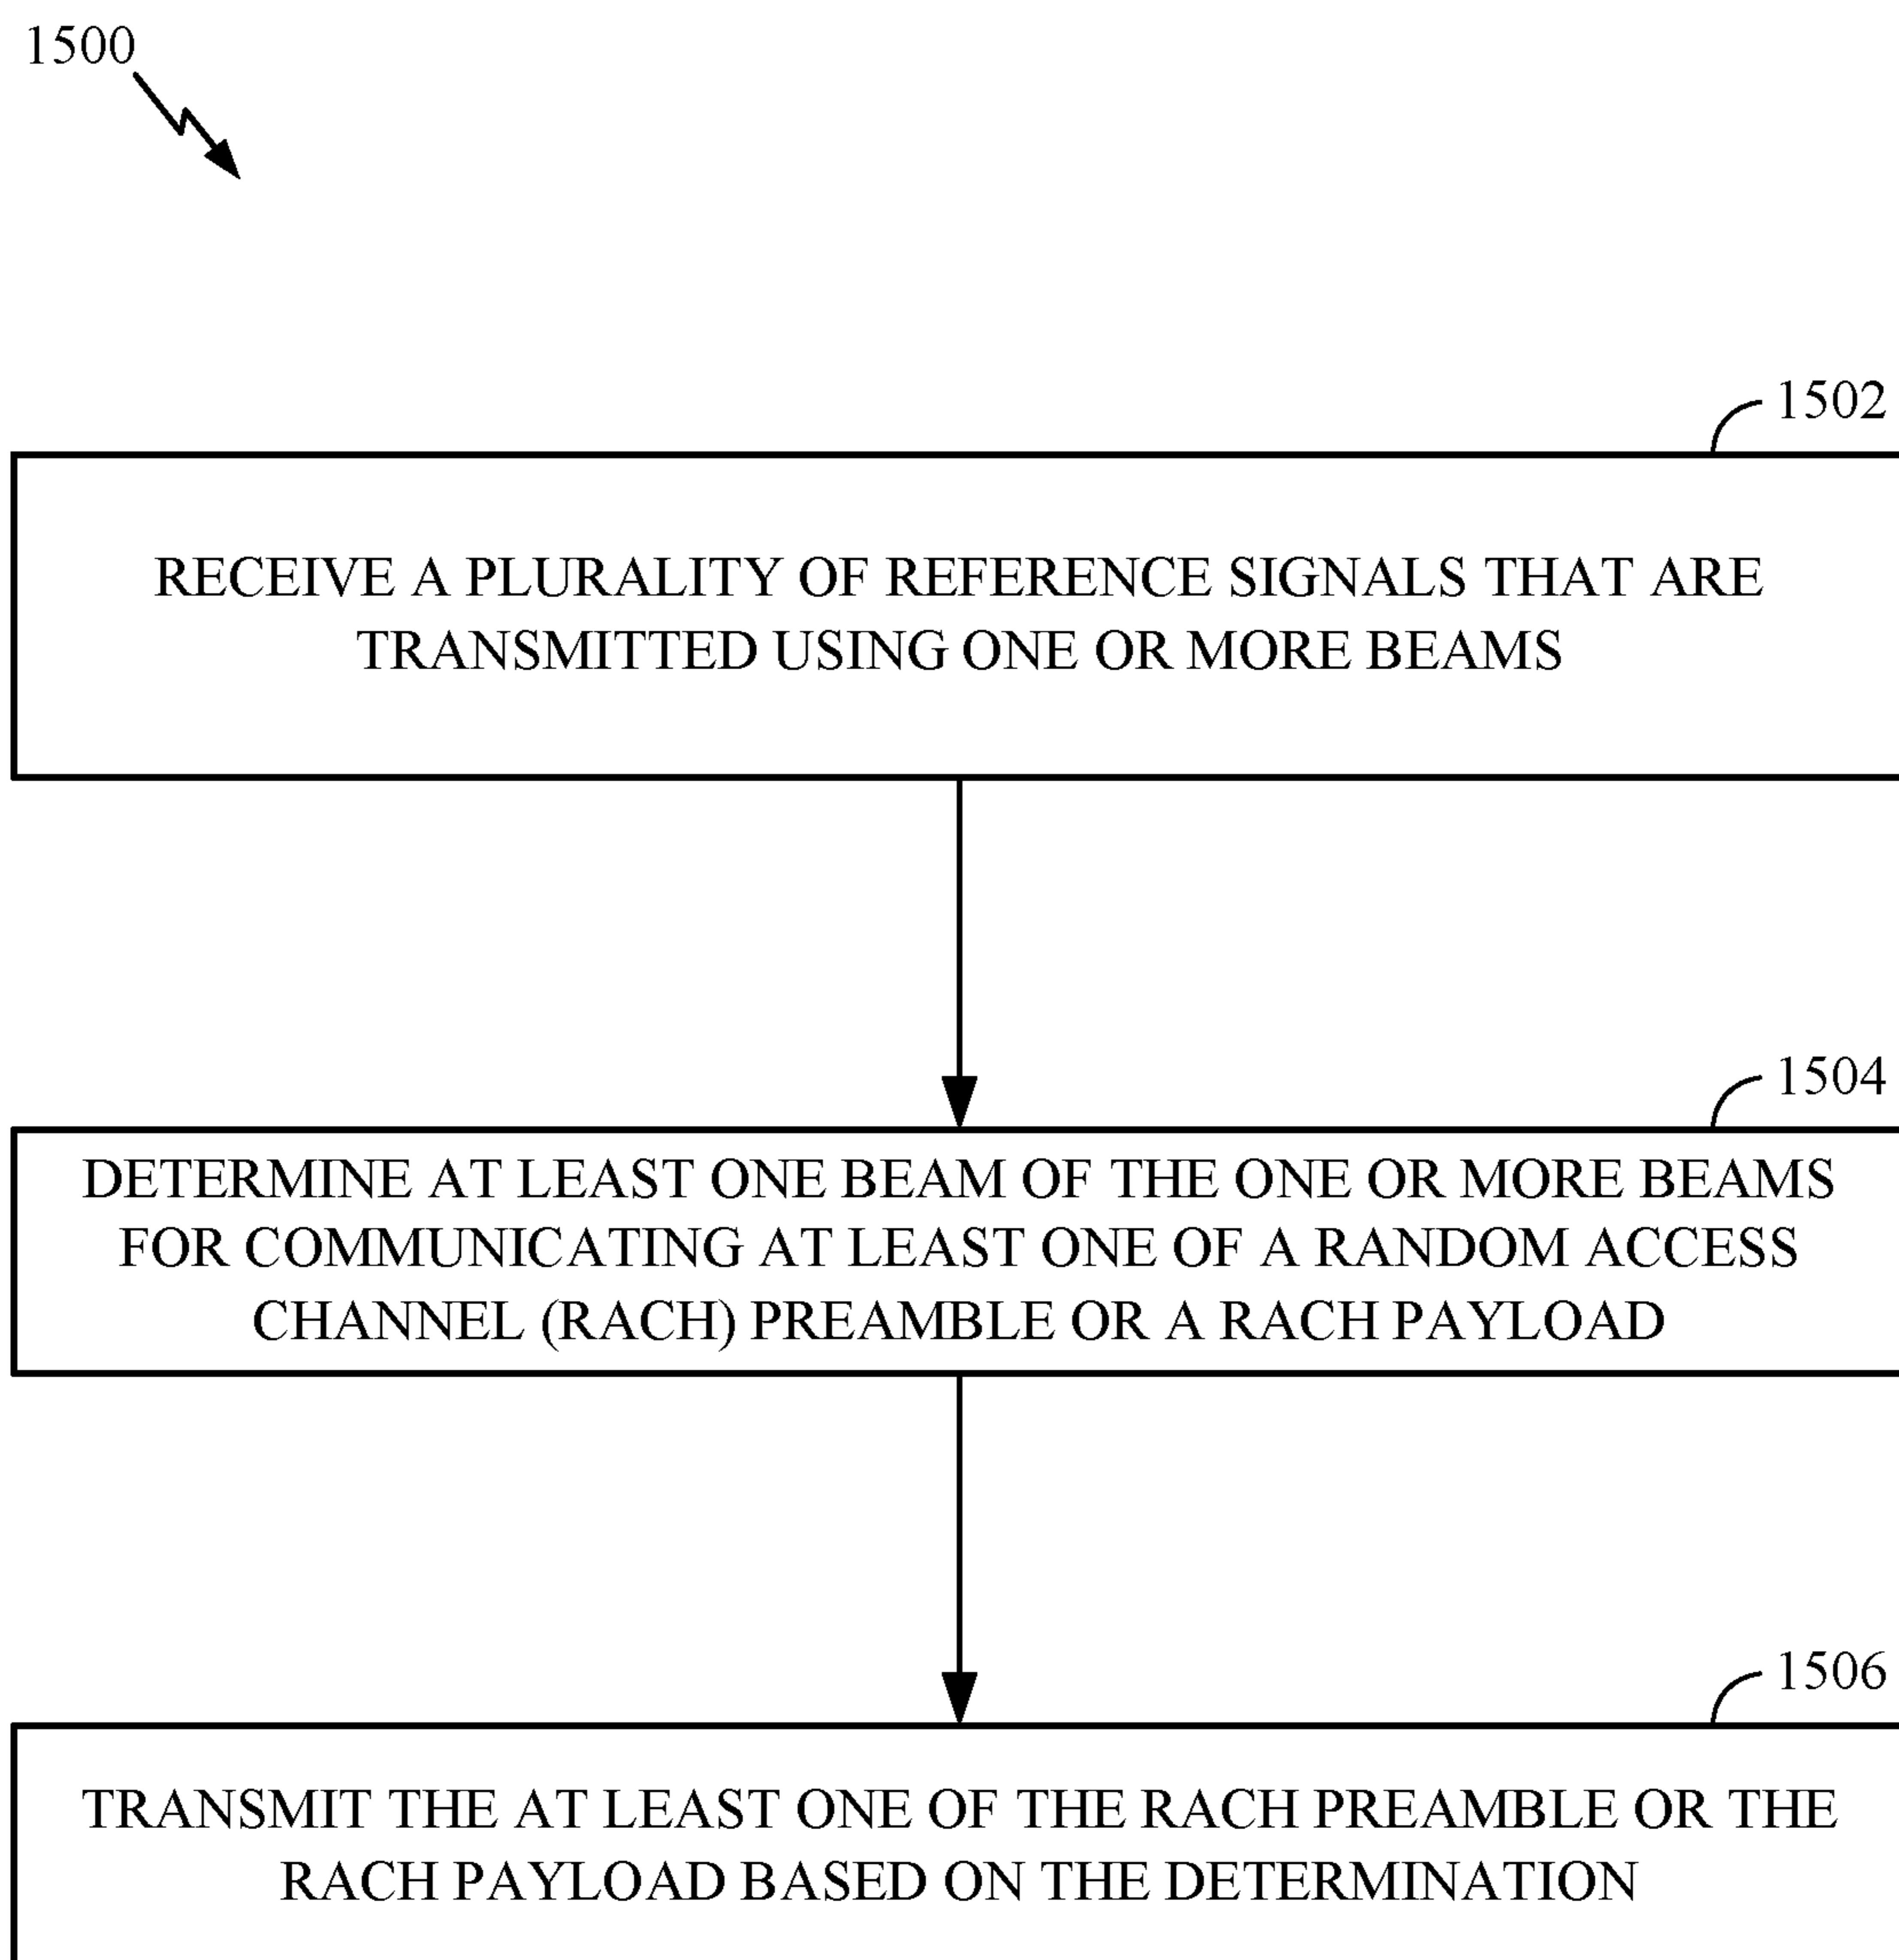 1500
1502
RECEIVE A PLURALITY OF REFERENCE SIGNALS THAT ARE
TRANSMITTED USING ONE OR MORE BEAMS
1504
DETERMINE AT LEAST ONE BEAM OF THE ONE OR MORE BEAMS
FOR COMMUNICATING AT LEAST ONE OF A RANDOM ACCESS
CHANNEL (RACH) PREAMBLE OR A RACH PAYLOAD
1506
TRANSMIT THE AT LEAST ONE OF THE RACH PREAMBLE OR THE
RACH PAYLOAD BASED ON THE DETERMINATION